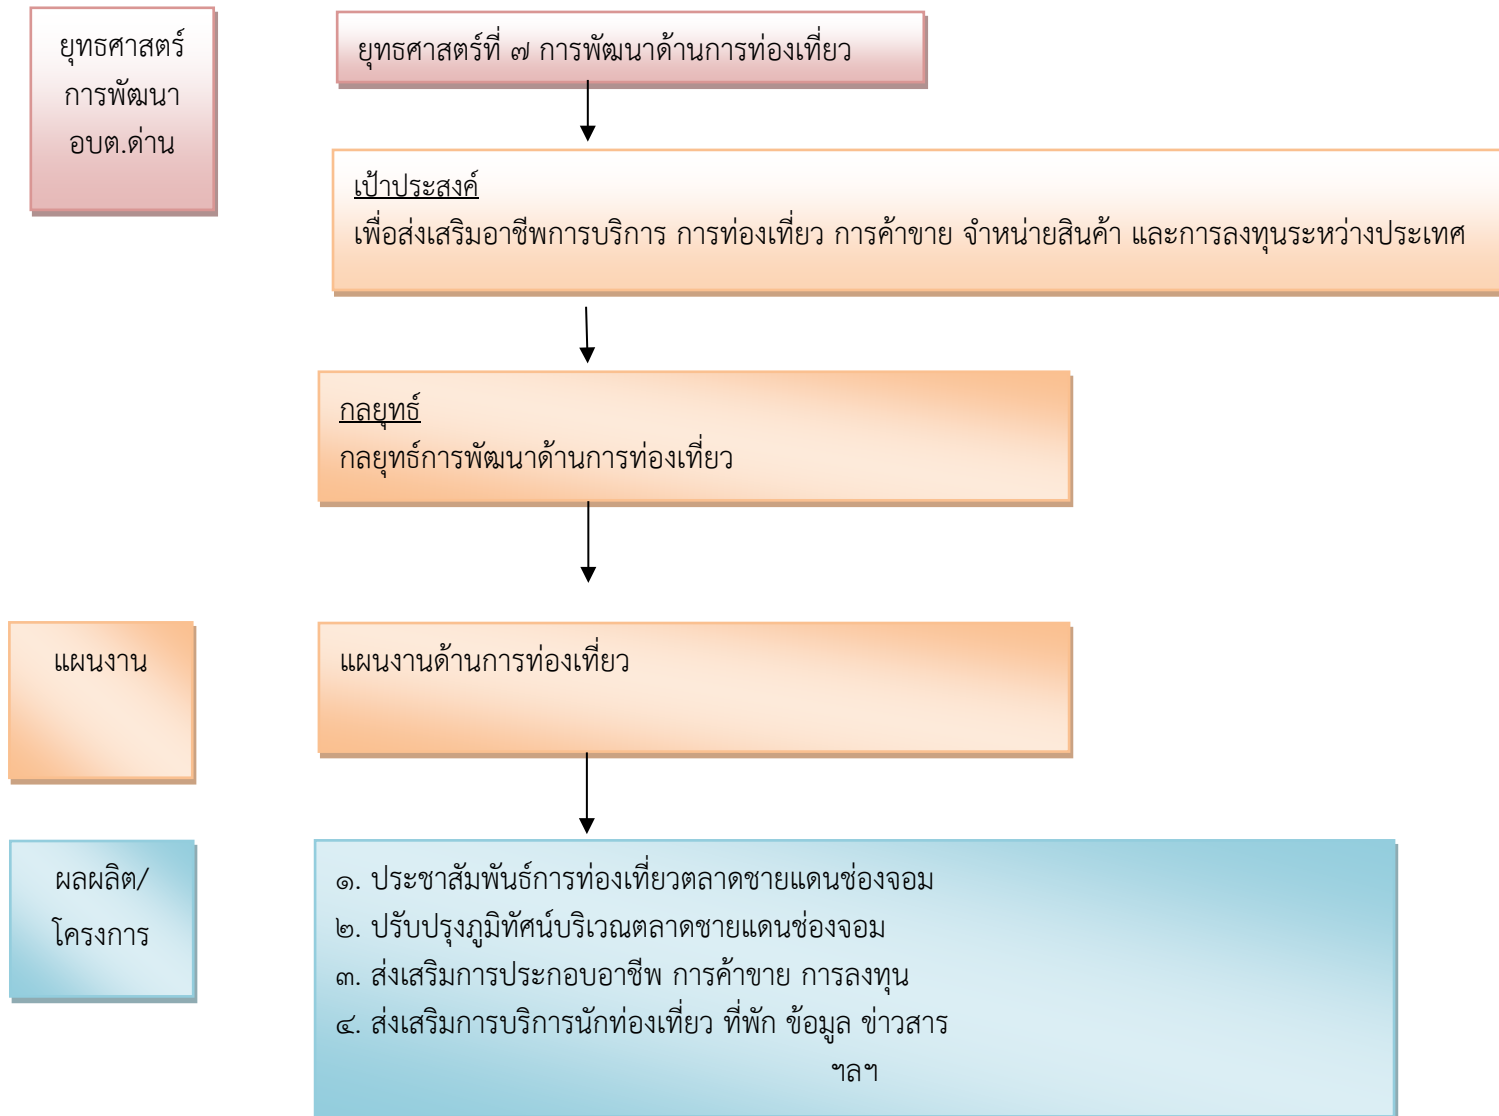 ยุทธศาสตร์
การพัฒนา
อบต.ด่าน
ยุทธศาสตร์ที่ ๗ การพัฒนาด้านการท่องเที่ยว
เป้าประสงค์
เพื่อส่งเสริมอาชีพการบริการ การท่องเที่ยว การค้าขาย จำหน่ายสินค้า และการลงทุนระหว่างประเทศ
กลยุทธ์
กลยุทธ์การพัฒนาด้านการท่องเที่ยว
แผนงาน
แผนงานด้านการท่องเที่ยว
ผลผลิต/
โครงการ
๑. ประชาสัมพันธ์การท่องเที่ยวตลาดชายแดนช่องจอม
๒. ปรับปรุงภูมิทัศน์บริเวณตลาดชายแดนช่องจอม
๓. ส่งเสริมการประกอบอาชีพ การค้าขาย การลงทุน
๔. ส่งเสริมการบริการนักท่องเที่ยว ที่พัก ข้อมูล ข่าวสาร
ฯลฯ